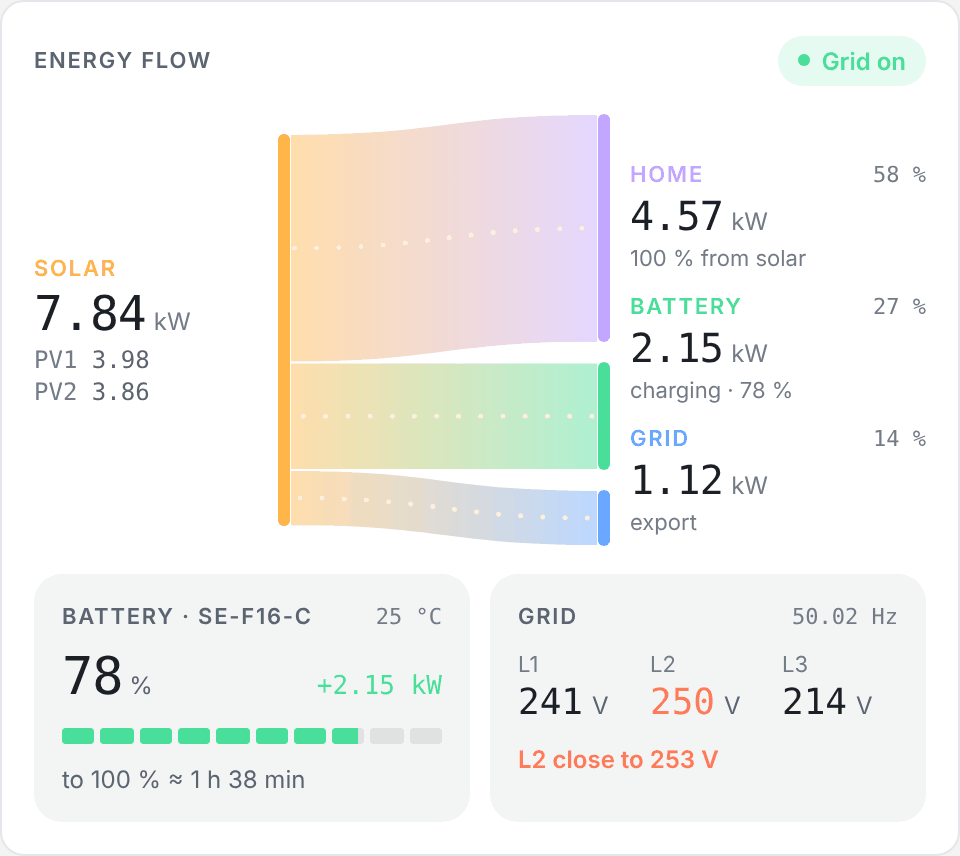 ENERGY FLOW
Grid on
SOLAR
7.84 kW
PV1 3.98
PV2 3.86
HOME 58 %
4.57 kW
100 % from solar
BATTERY 27 %
2.15 kW
charging · 78 %
GRID 14 %
1.12 kW
export
BATTERY · SE-F16-C 25 °C
78 % +2.15 kW
to 100 % ≈ 1 h 38 min
GRID 50.02 Hz
L1 L2 L3
241 V 250 V 214 V
L2 close to 253 V